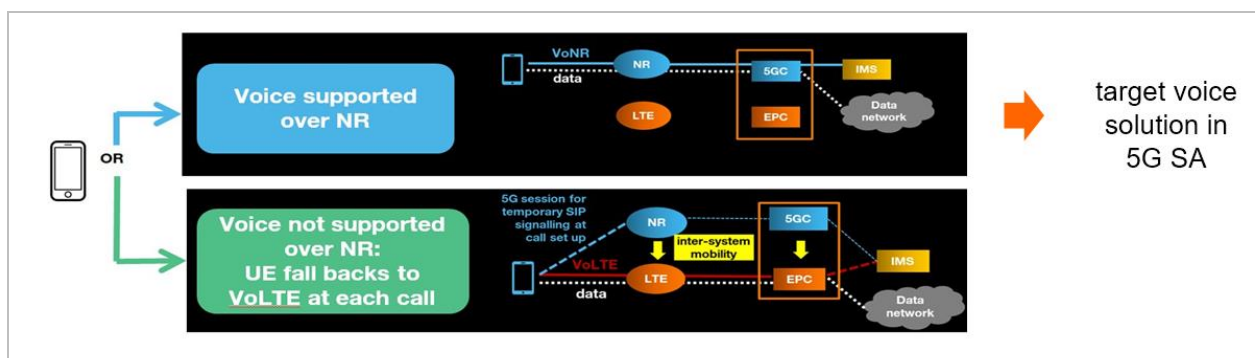 OR
Voice supported
over NR
VoNR
data
NR
LTE
5GC
EPC
IMS
Data
network
target voice
solution in
5G SA
Voice not supported
over NR:
UE fall backs to
VoLTE at each call
5G session for
temporary SIP
signalling at
call set up
NR
5GC
inter-system
mobility
VoLTE
data
LTE
EPC
IMS
Data
network